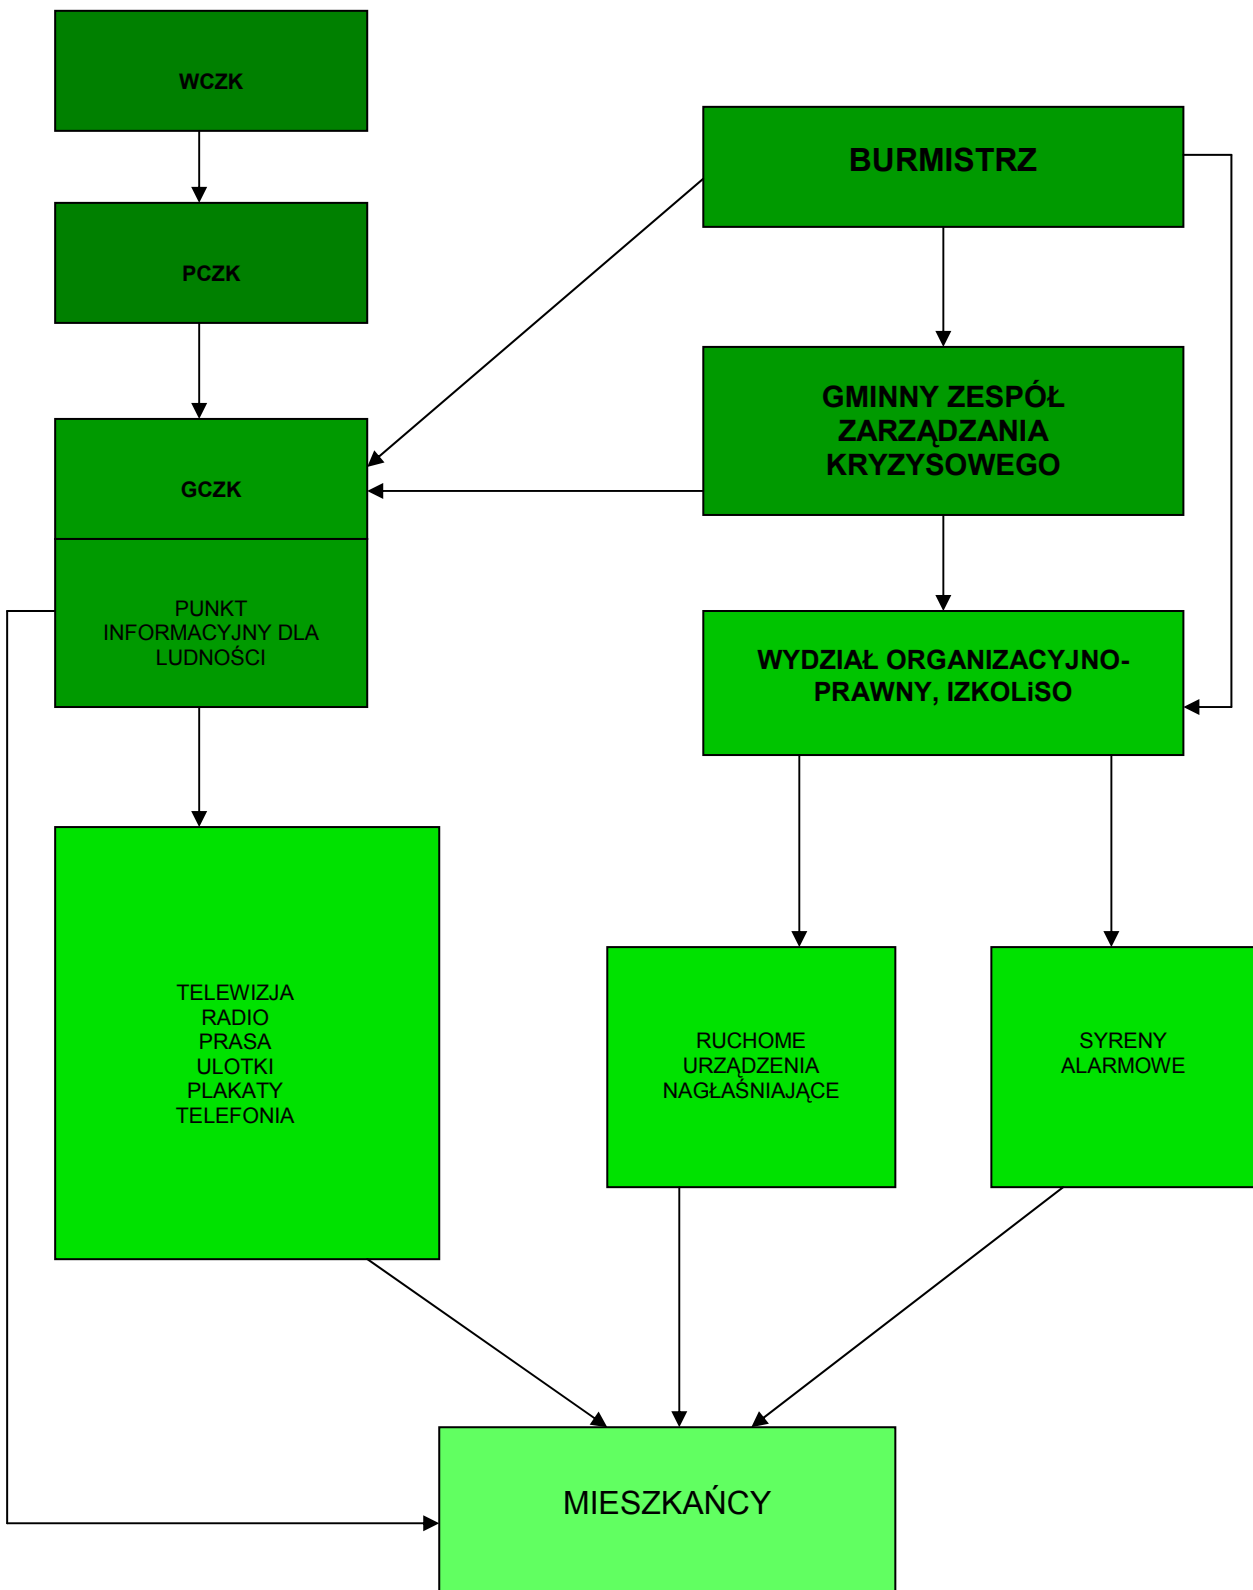 WCZK
BURMISTRZ
PCZK
GMINNY ZESPÓŁ
ZARZĄDZANIA
KRYZYSOWEGO
GCZK
PUNKT
INFORMACYJNY DLA
LUDNOŚCI
WYDZIAŁ ORGANIZACYJNO-
PRAWNY, IZKOLiSO
TELEWIZJA
RADIO
PRASA
ULOTKI
PLAKATY
TELEFONIA
RUCHOME
URZĄDZENIA
NAGŁAŚNIAJĄCE
SYRENY
ALARMOWE
MIESZKAŃCY